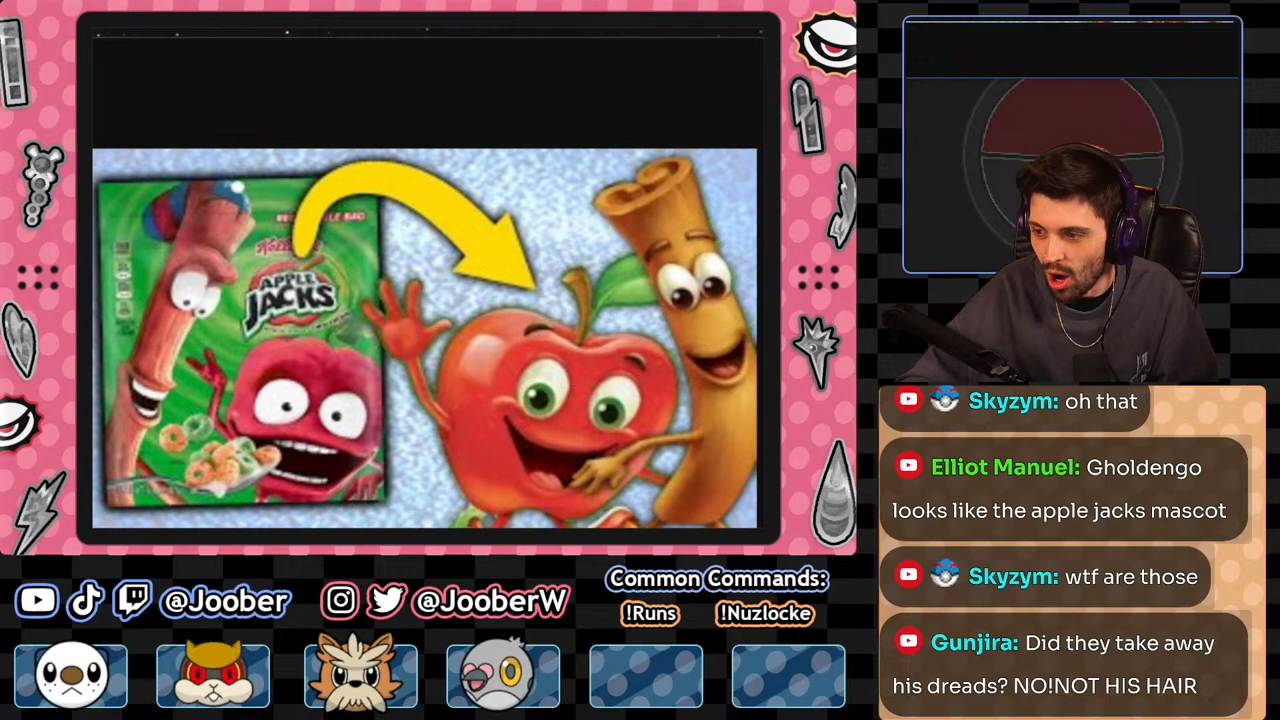 Kellogg's
APPLE
JACKS
Skyzym: oh that
Elliot Manuel: Gholdengo
looks like the apple jacks mascot
Skyzym: wtf are those
Gunjira: Did they take away
his dreads? NO!NOT HIS HAIR
@Joober
@JooberW
Common Commands:
!Runs
!Nuzlocke